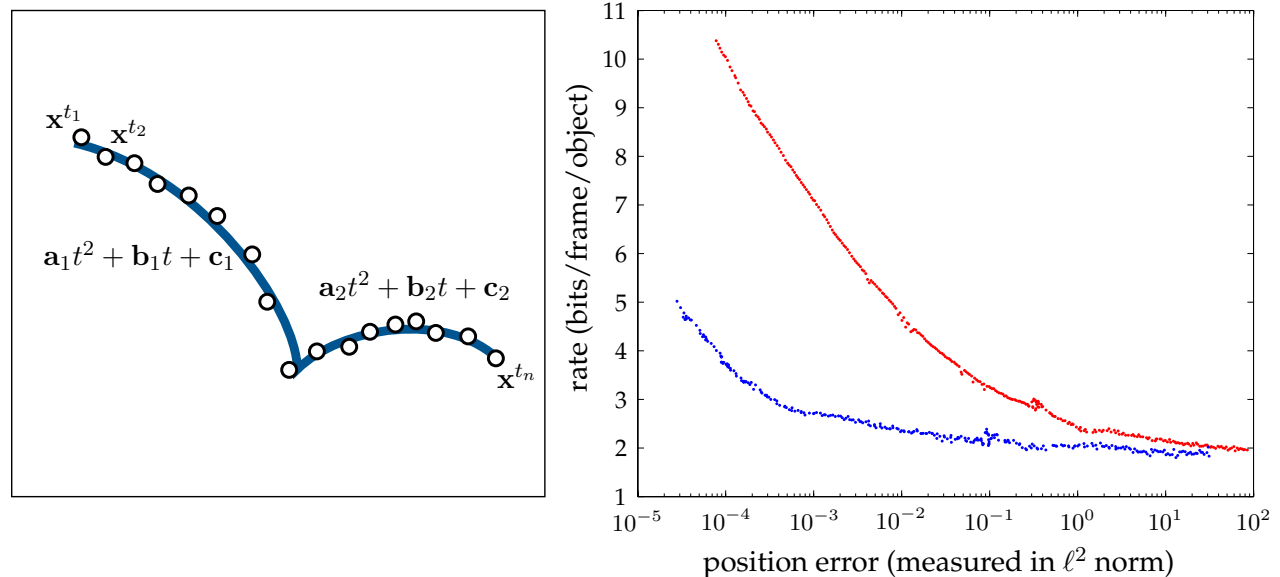 𝐱^{t_1}
𝐱^{t_2}
𝐚_1t^2 + 𝐛_1t + 𝐜_1
𝐚_2t^2 + 𝐛_2t + 𝐜_2
𝐱^{t_n}
rate (bits/frame/object)
11
10
9
8
7
6
5
4
3
2
1
10^{−5} 10^{−4} 10^{−3} 10^{−2} 10^{−1} 10^0 10^1 10^2
position error (measured in ℓ^2 norm)